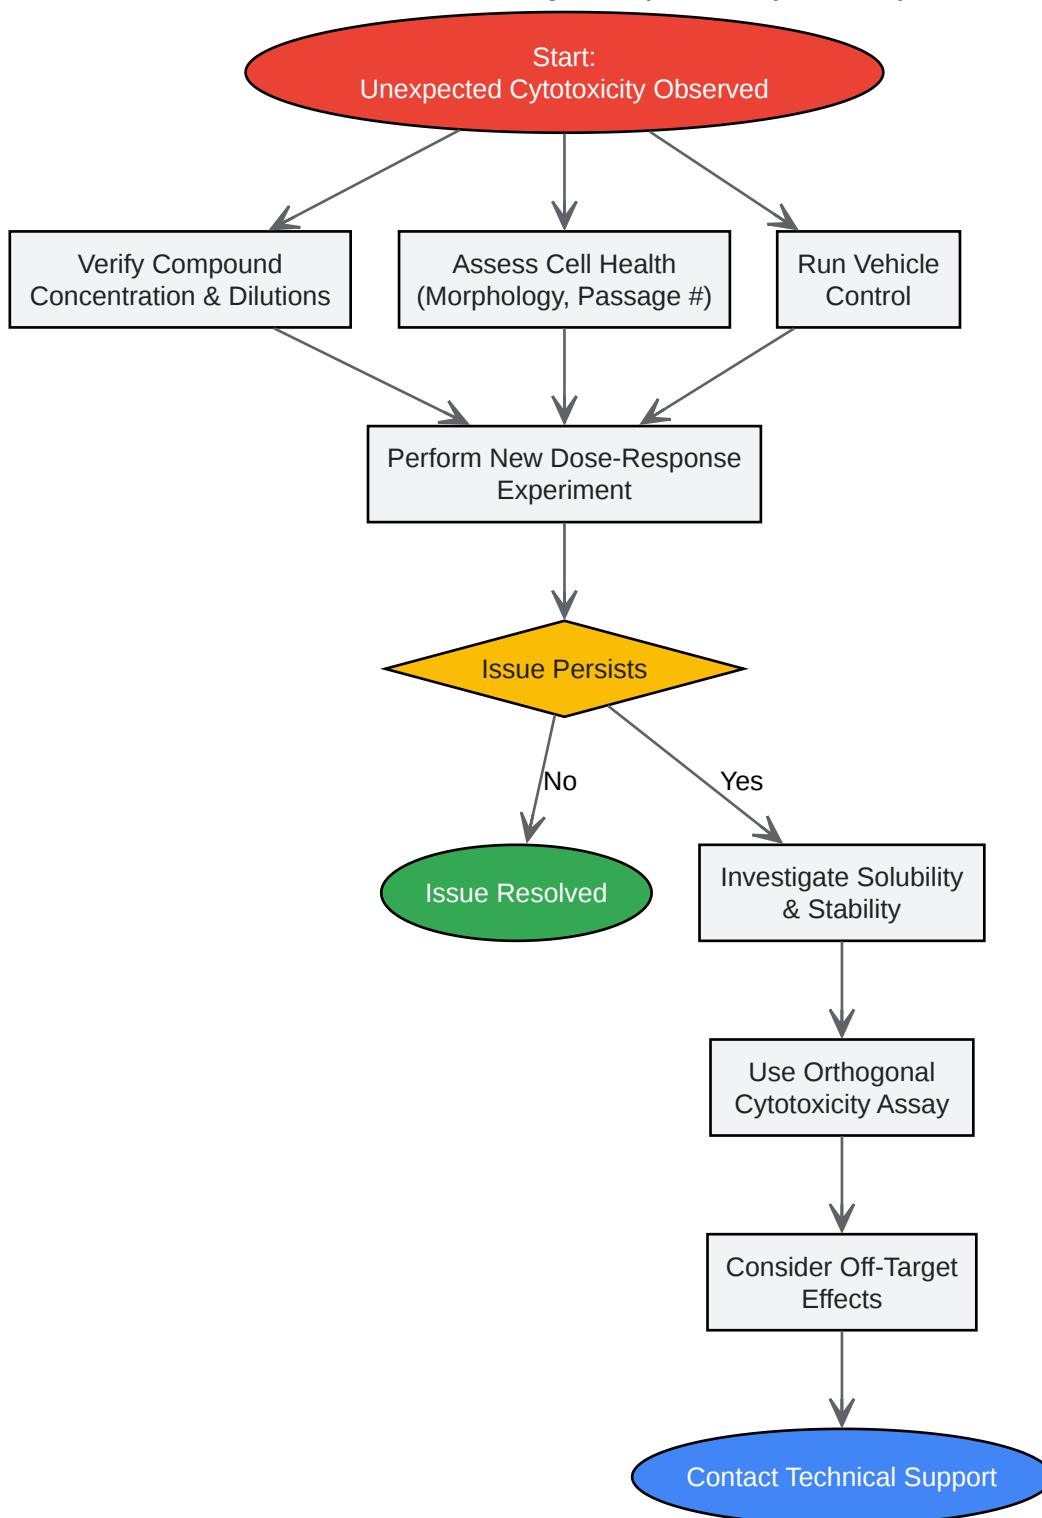 Start:
Unexpected Cytotoxicity Observed
Verify Compound
Concentration & Dilutions
Assess Cell Health
(Morphology, Passage #)
Run Vehicle
Control
Perform New Dose-Response
Experiment
Issue Persists
No
Yes
Issue Resolved
Investigate Solubility
& Stability
Use Orthogonal
Cytotoxicity Assay
Consider Off-Target
Effects
Contact Technical Support